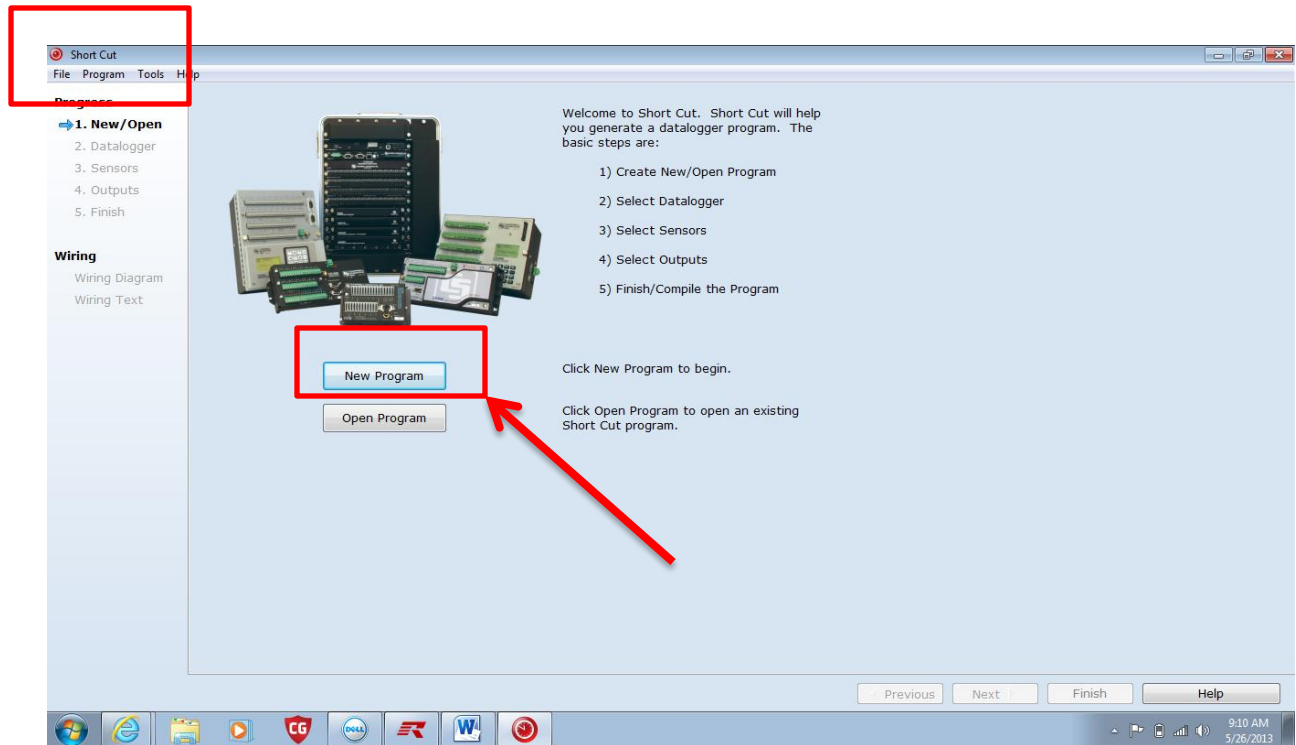 Short Cut
File Program Tools Help
Progress
1. New/Open
2. Datalogger
3. Sensors
4. Outputs
5. Finish
Wiring
Wiring Diagram
Wiring Text
Welcome to Short Cut. Short Cut will help
you generate a datalogger program. The
basic steps are:
1) Create New/Open Program
2) Select Datalogger
3) Select Sensors
4) Select Outputs
5) Finish/Compile the Program
New Program
Click New Program to begin.
Open Program
Click Open Program to open an existing
Short Cut program.
Previous Next Finish Help
CG DELL W
9:10 AM
5/26/2013